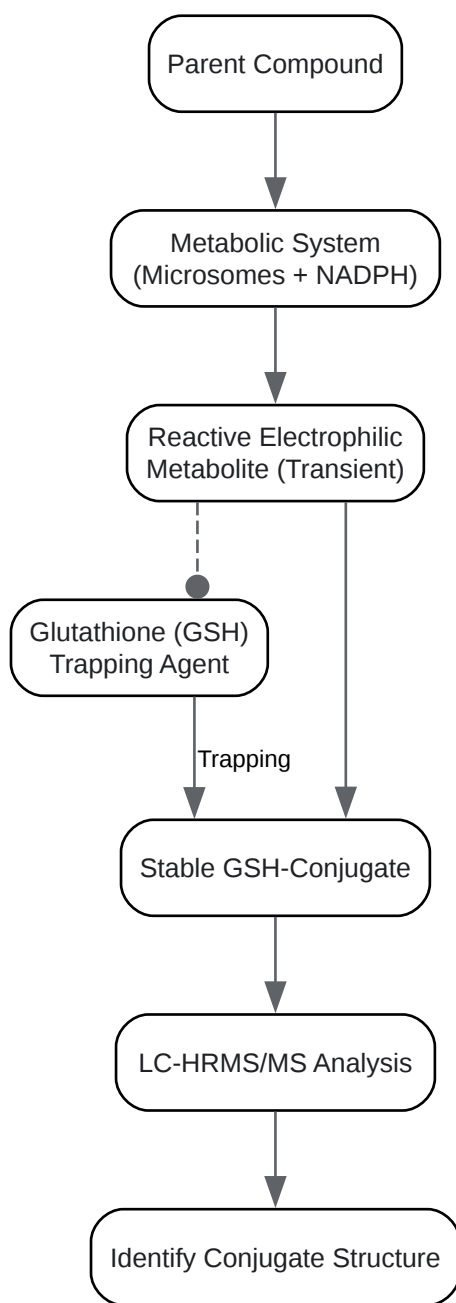 Parent Compound
Metabolic System
(Microsomes + NADPH)
Reactive Electrophilic
Metabolite (Transient)
Glutathione (GSH)
Trapping Agent
Trapping
Stable GSH-Conjugate
LC-HRMS/MS Analysis
Identify Conjugate Structure